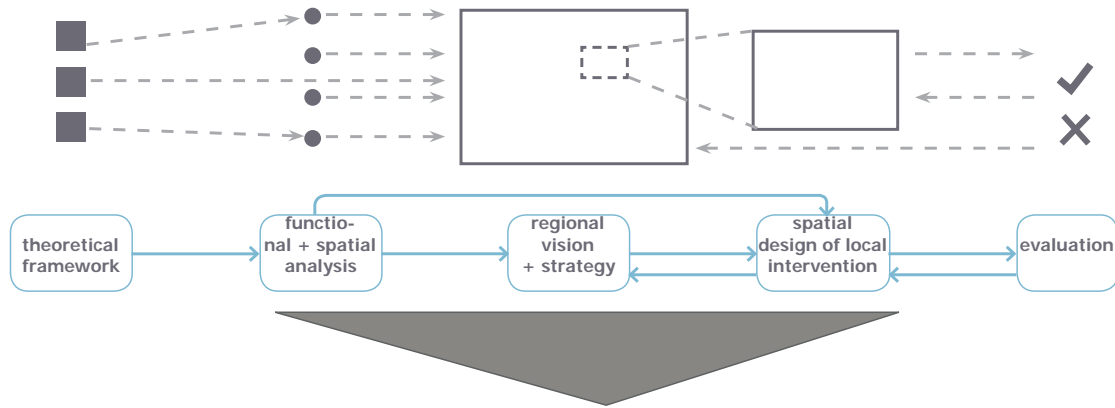 theoretical
framework
functio-
nal + spatial
analysis
regional
vision
+ strategy
spatial
design of local
intervention
evaluation